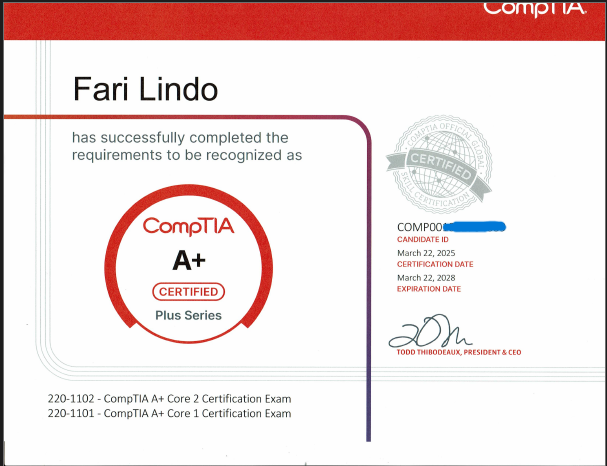 CompTIA.
Fari Lindo
has successfully completed the
requirements to be recognized as
CompTIA
A+
CERTIFIED
Plus Series
COMPTIA OFFICIAL GLOBAL
CERTIFIED
SKILL CERTIFICATION
COMP00
CANDIDATE ID
March 22, 2025
CERTIFICATION DATE
March 22, 2028
EXPIRATION DATE
TODD THIBODEAUX, PRESIDENT & CEO
220-1102 - CompTIA A+ Core 2 Certification Exam
220-1101 - CompTIA A+ Core 1 Certification Exam